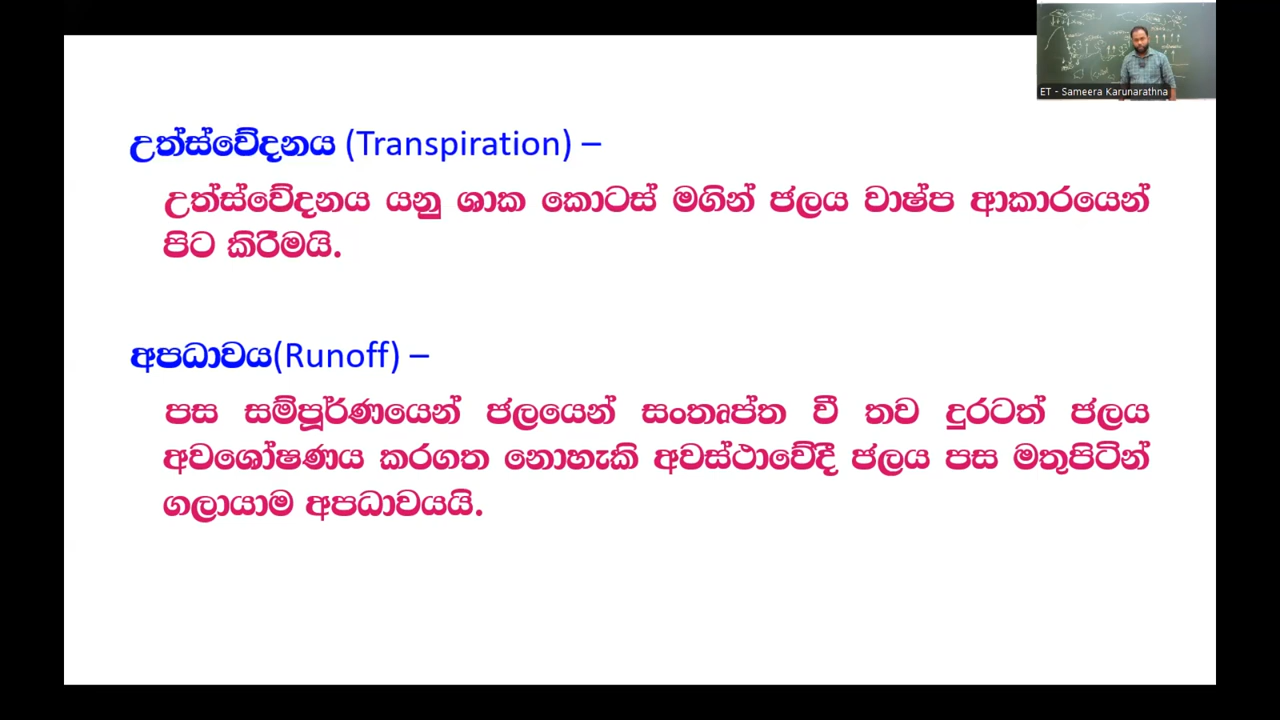 ET - Sameera Karunarathna
උත්ස්වේදනය (Transpiration) –
උත්ස්වේදනය යනු ශාක කොටස් මගින් ජලය වාෂ්ප ආකාරයෙන්
පිට කිරීමයි.
අපධාවය(Runoff) –
පස සම්පූර්ණයෙන් ජලයෙන් සංතෘප්ත වී තව දුරටත් ජලය
අවශෝෂණය කරගත නොහැකි අවස්ථාවේදී ජලය පස මතුපිටින්
ගලායාම අපධාවයයි.